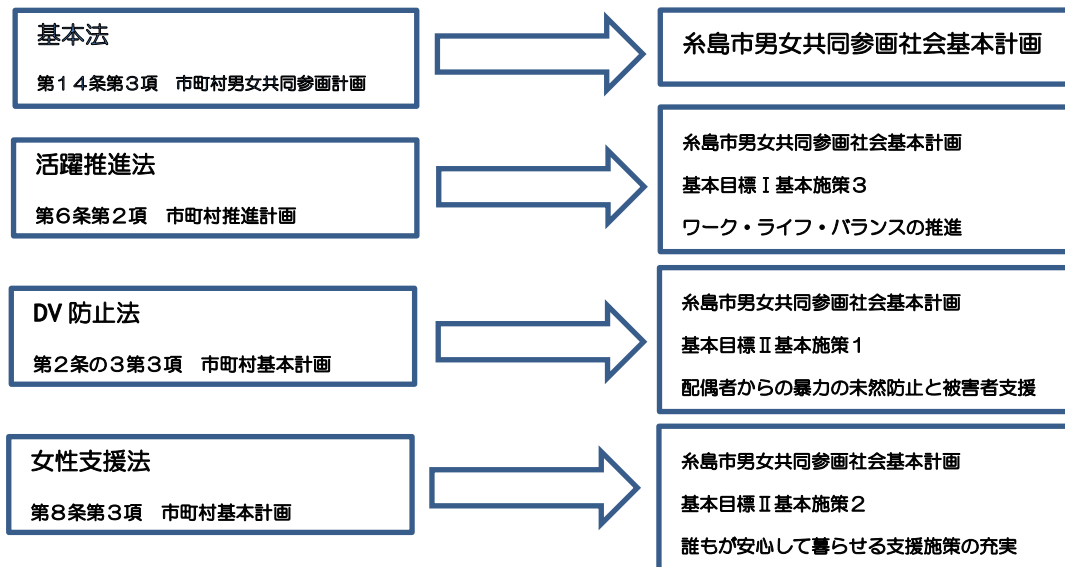 基本法
第14条第3項　市町村男女共同参画計画
糸島市男女共同参画社会基本計画
活躍推進法
第6条第2項　市町村推進計画
糸島市男女共同参画社会基本計画
基本目標Ⅰ基本施策3
ワーク・ライフ・バランスの推進
DV防止法
第2条の3第3項　市町村基本計画
糸島市男女共同参画社会基本計画
基本目標Ⅱ基本施策1
配偶者からの暴力の未然防止と被害者支援
女性支援法
第8条第3項　市町村基本計画
糸島市男女共同参画社会基本計画
基本目標Ⅱ基本施策2
誰もが安心して暮らせる支援施策の充実